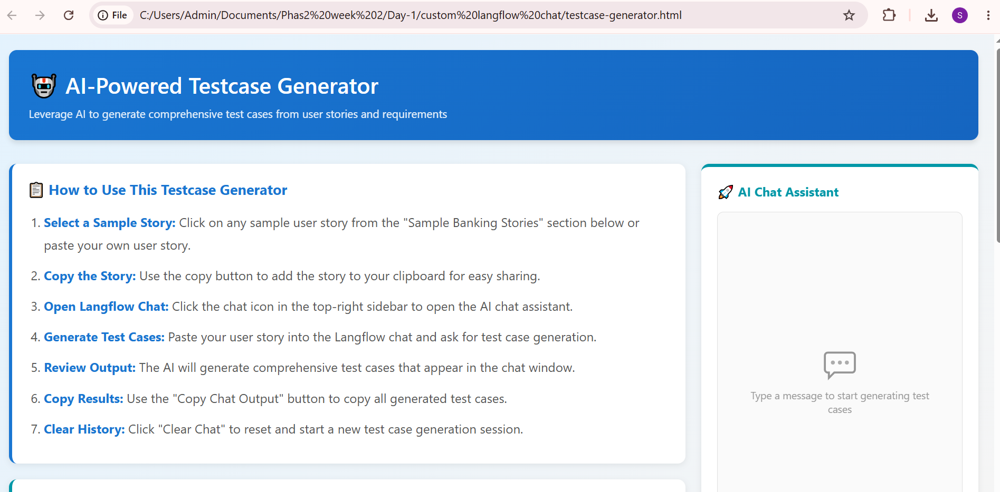 File
C:/Users/Admin/Documents/Phas2%20week%202/Day-1/custom%20langflow%20chat/testcase-generator.html
S
AI-Powered Testcase Generator
Leverage AI to generate comprehensive test cases from user stories and requirements
How to Use This Testcase Generator
1. Select a Sample Story: Click on any sample user story from the "Sample Banking Stories" section below or
paste your own user story.
2. Copy the Story: Use the copy button to add the story to your clipboard for easy sharing.
3. Open Langflow Chat: Click the chat icon in the top-right sidebar to open the AI chat assistant.
4. Generate Test Cases: Paste your user story into the Langflow chat and ask for test case generation.
5. Review Output: The AI will generate comprehensive test cases that appear in the chat window.
6. Copy Results: Use the "Copy Chat Output" button to copy all generated test cases.
7. Clear History: Click "Clear Chat" to reset and start a new test case generation session.
AI Chat Assistant
Type a message to start generating test
cases